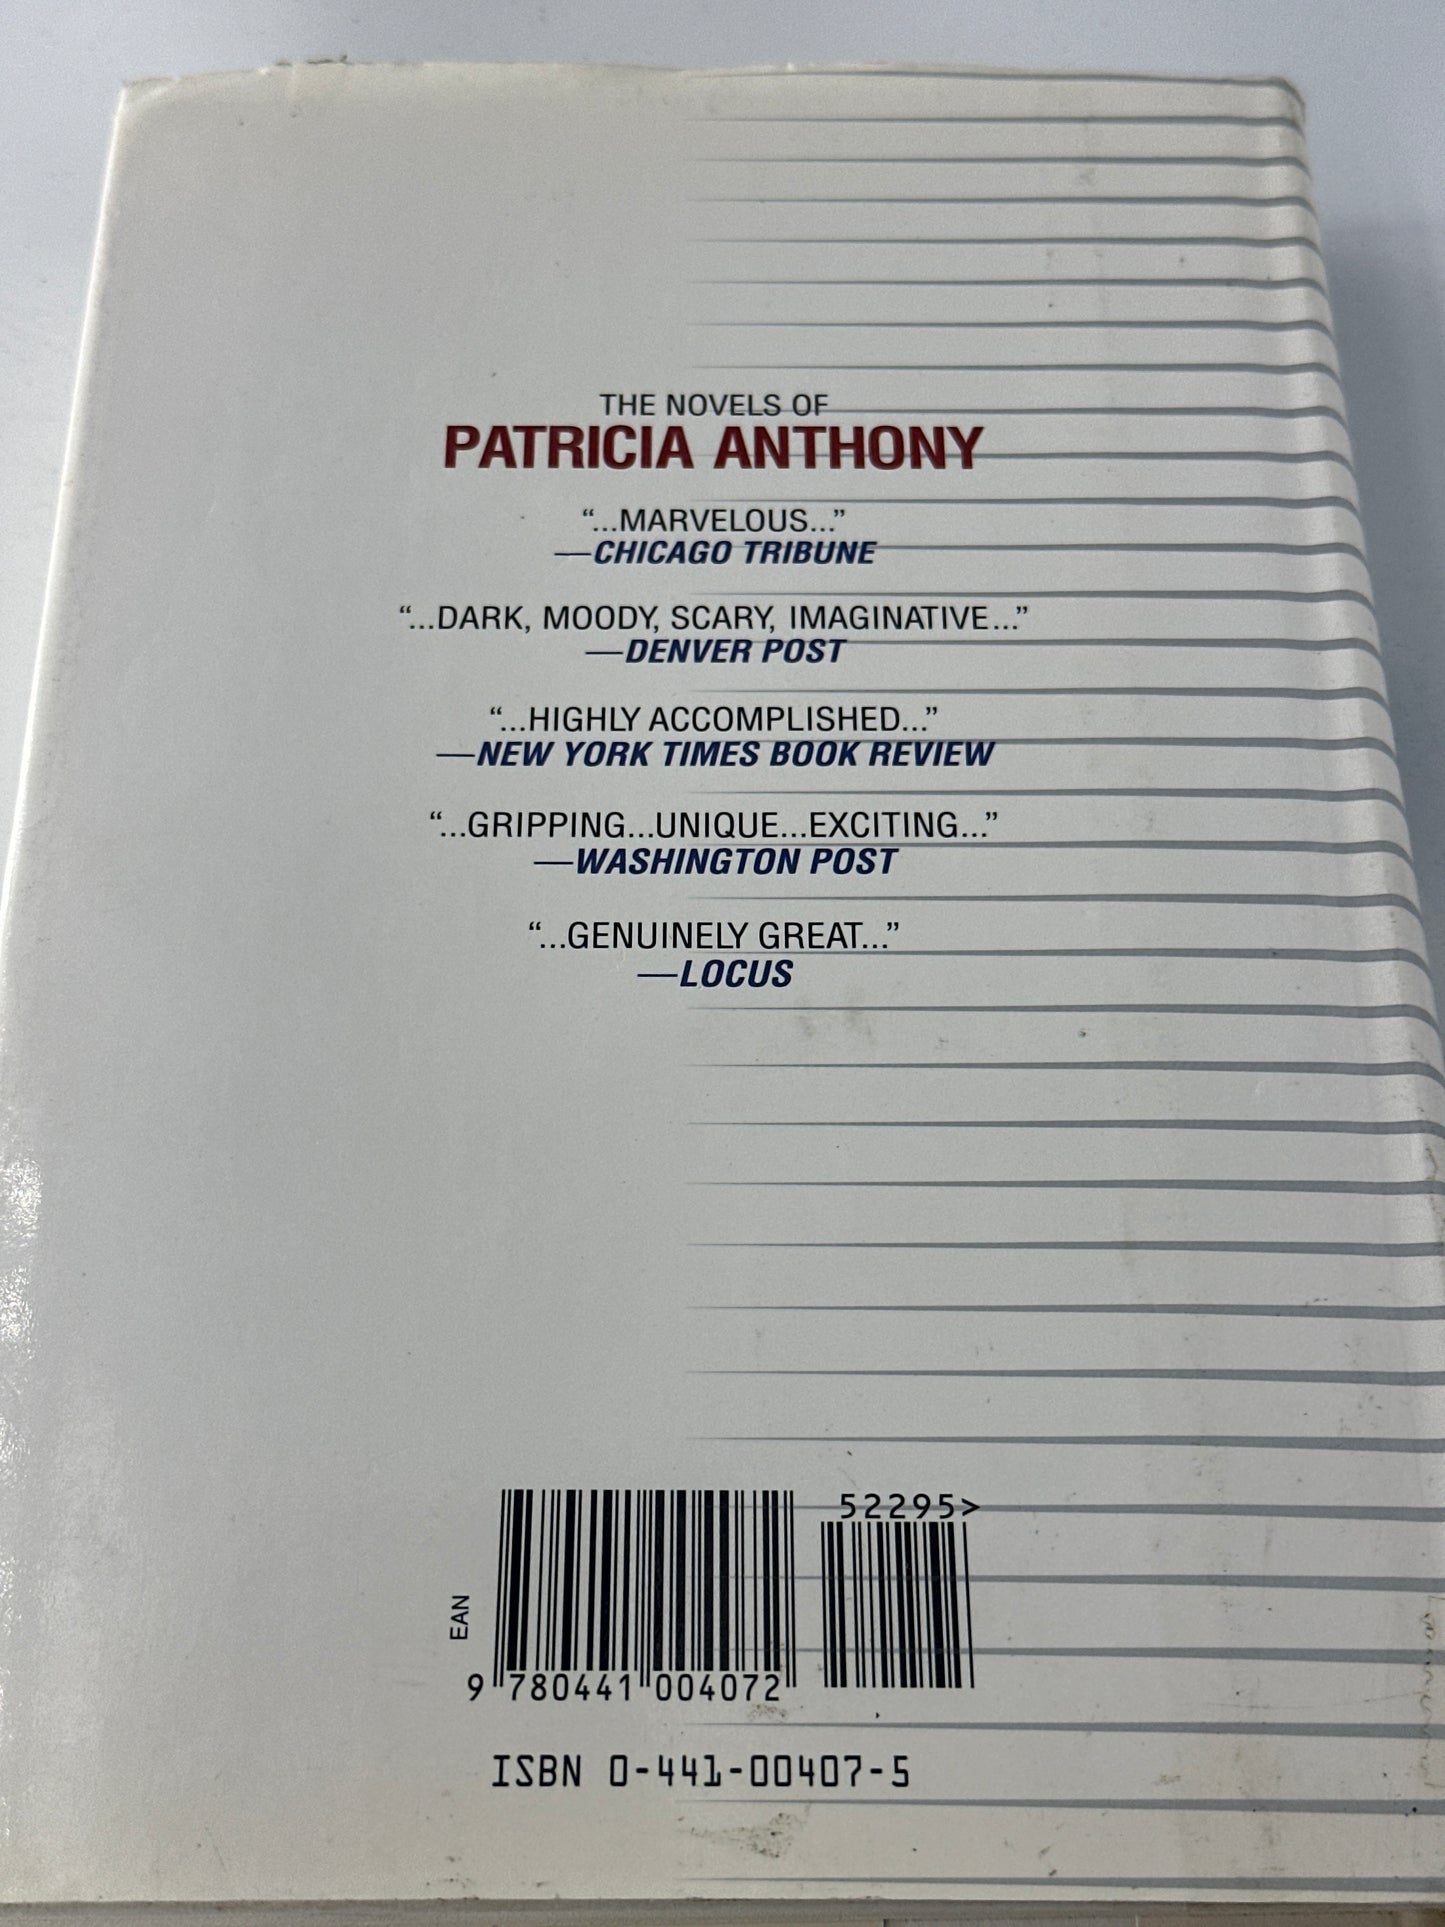 THE NOVELS OF
PATRICIA ANTHONY
“...MARVELOUS...”
—CHICAGO TRIBUNE
“...DARK, MOODY, SCARY, IMAGINATIVE...”
—DENVER POST
“...HIGHLY ACCOMPLISHED...”
—NEW YORK TIMES BOOK REVIEW
“...GRIPPING...UNIQUE...EXCITING...”
—WASHINGTON POST
“...GENUINELY GREAT...”
—LOCUS
52295>
EAN
9 780441 004072
ISBN 0-441-00407-5